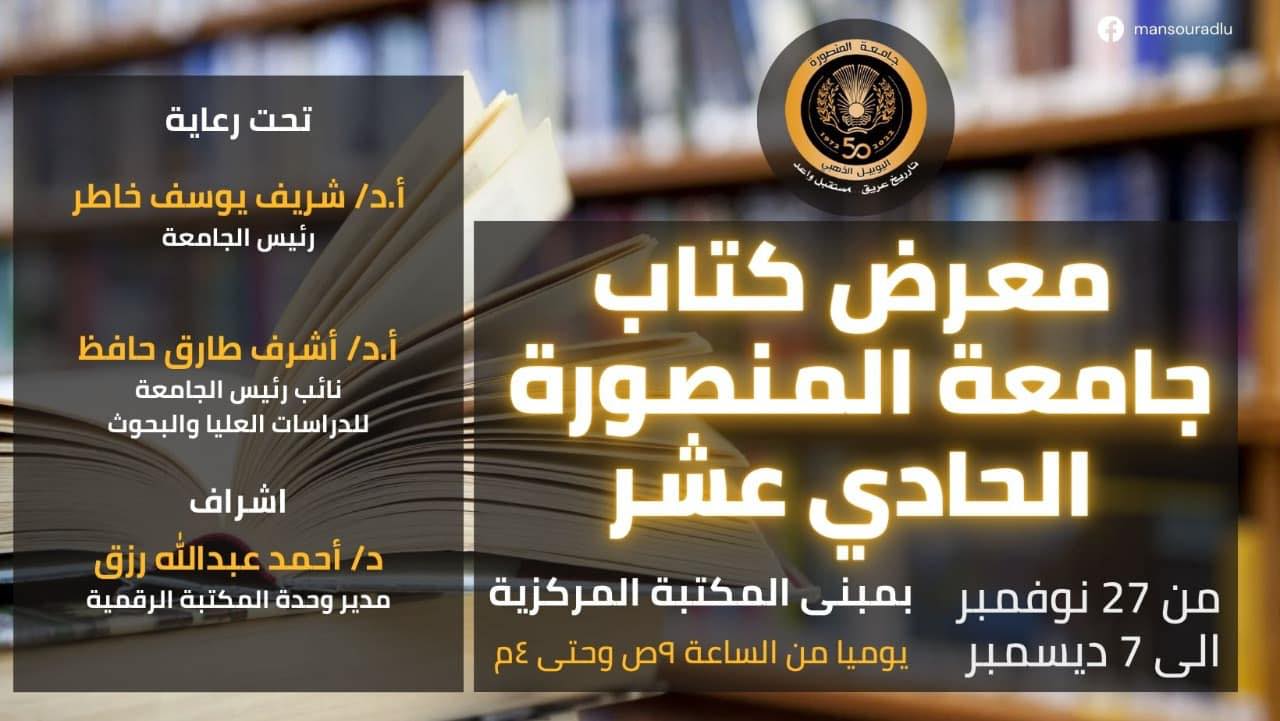 mansouradlu
جامعة المنصورة
1972 50 2022
اليوبيل الذهبي
تاريخ عريق .. مستقبل واعد
معرض كتاب
جامعة المنصورة
الحادي عشر
من 27 نوفمبر
الى 7 ديسمبر
بمبنى المكتبة المركزية
يوميا من الساعة ٩ص وحتى ٤م
تحت رعاية
أ.د/ شريف يوسف خاطر
رئيس الجامعة
أ.د/ أشرف طارق حافظ
نائب رئيس الجامعة
للدراسات العليا والبحوث
اشراف
د/ أحمد عبدالله رزق
مدير وحدة المكتبة الرقمية